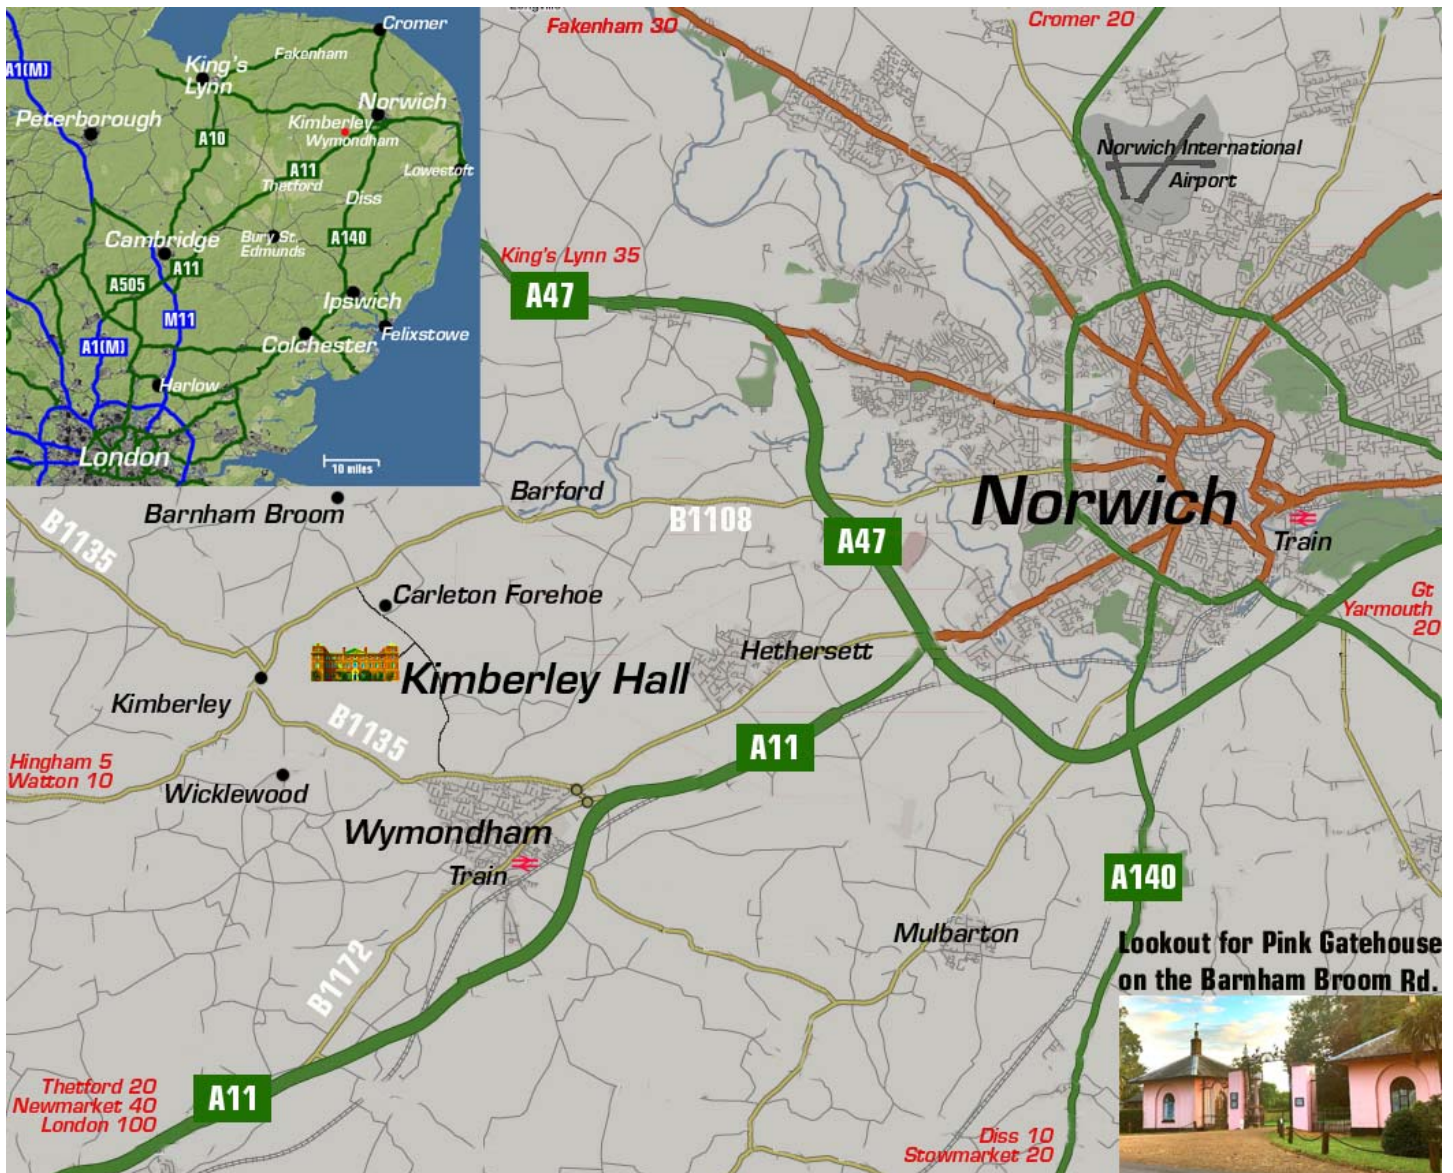 Cromer
Fakenham
A1(M)
King's
Lynn
Norwich
Peterborough
Kimberley
Wymondham
A10
A11
Lowestoft
Thetford
Diss
Cambridge
Bury St.
Edmunds
A140
A11
A505
Ipswich
M11
Felixstowe
A1(M)
Colchester
Harlow
London
10 miles
Fakenham 30
Cromer 20
Norwich International
Airport
King's Lynn 35
A47
Barford
Barnham Broom
B1135
B1108
Norwich
A47
Train
Carleton Forehoe
Gt
Yarmouth
20
Hethersett
Kimberley Hall
Kimberley
B1135
A11
Hingham 5
Watton 10
Wicklewood
Wymondham
Train
A140
Mulbarton
B1172
Lookout for Pink Gatehouse
on the Barnham Broom Rd.
Thetford 20
Newmarket 40
London 100
A11
Diss 10
Stowmarket 20